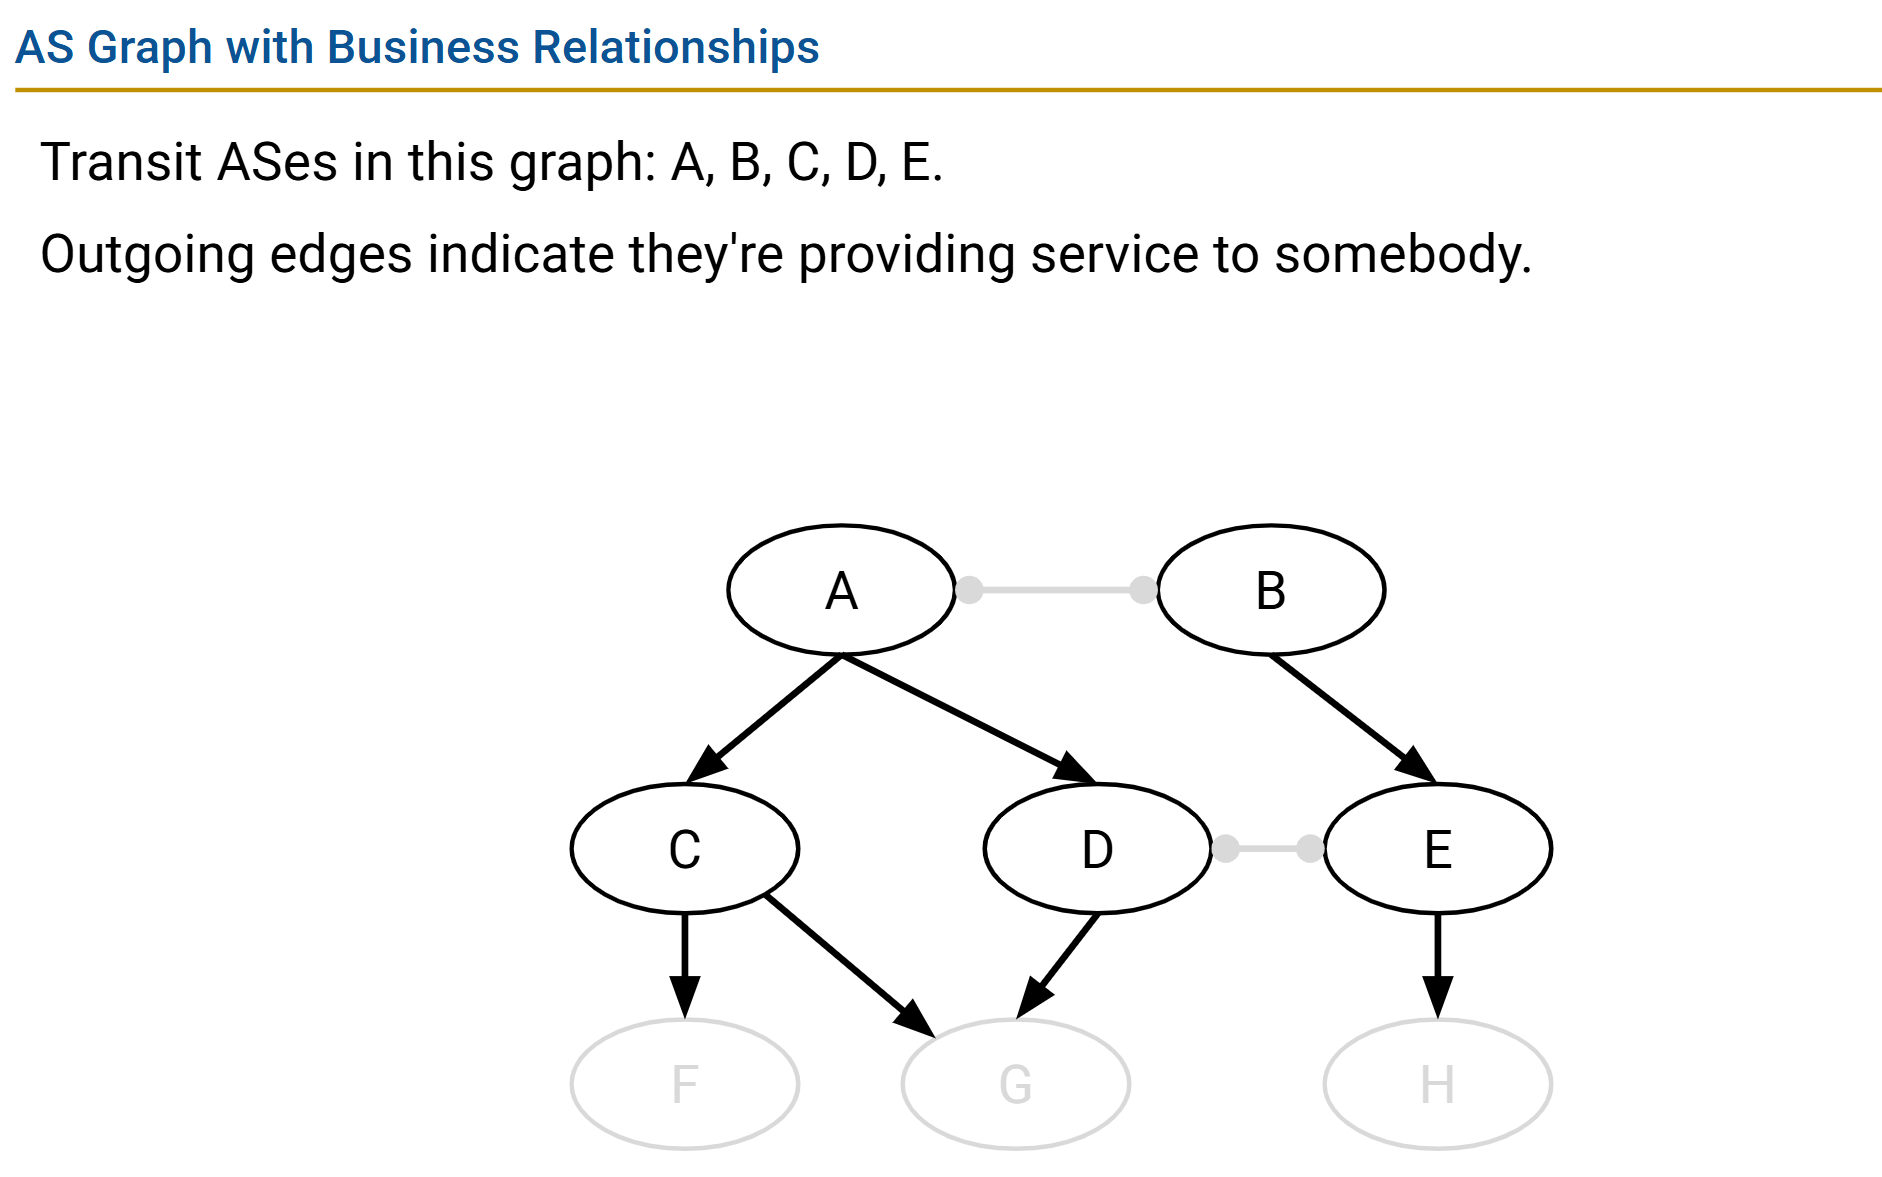 AS Graph with Business Relationships
Transit ASes in this graph: A, B, C, D, E.
Outgoing edges indicate they're providing service to somebody.
A
B
C
D
E
F
G
H